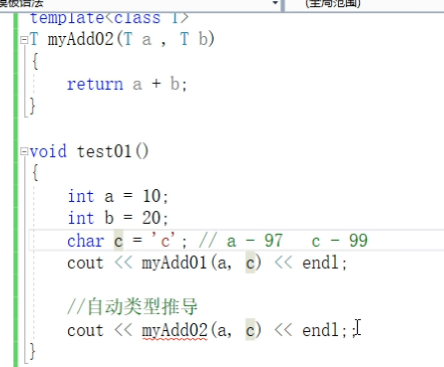 模板语法 (全局范围)
template<class T>
T myAdd02(T a , T b)
{
return a + b;
}
void test01()
{
int a = 10;
int b = 20;
char c = 'c'; // a - 97   c - 99
cout << myAdd01(a, c) << endl;
//自动类型推导
cout << myAdd02(a, c) << endl;;
}